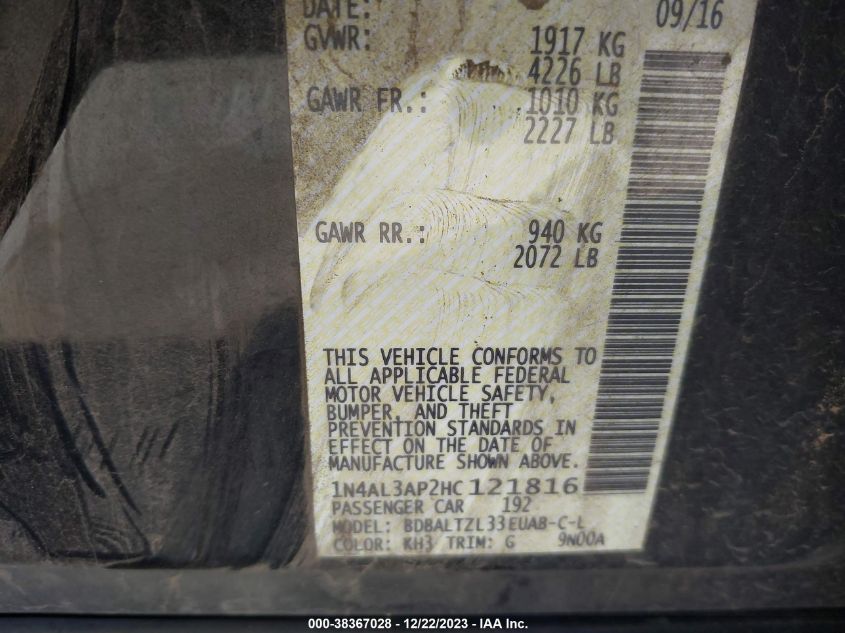 DATE: 09/16
GVWR: 1917 KG
4226 LB
GAWR FR.: 1010 KG
2227 LB
GAWR RR.: 940 KG
2072 LB
THIS VEHICLE CONFORMS TO
ALL APPLICABLE FEDERAL
MOTOR VEHICLE SAFETY,
BUMPER, AND THEFT
PREVENTION STANDARDS IN
EFFECT ON THE DATE OF
MANUFACTURE SHOWN ABOVE.
1N4AL3AP2HC121816
PASSENGER CAR 192
MODEL: BDBALTZL33EUAB-C-L
COLOR: KH3 TRIM: G 9N00A
000-38367028 - 12/22/2023 - IAA Inc.